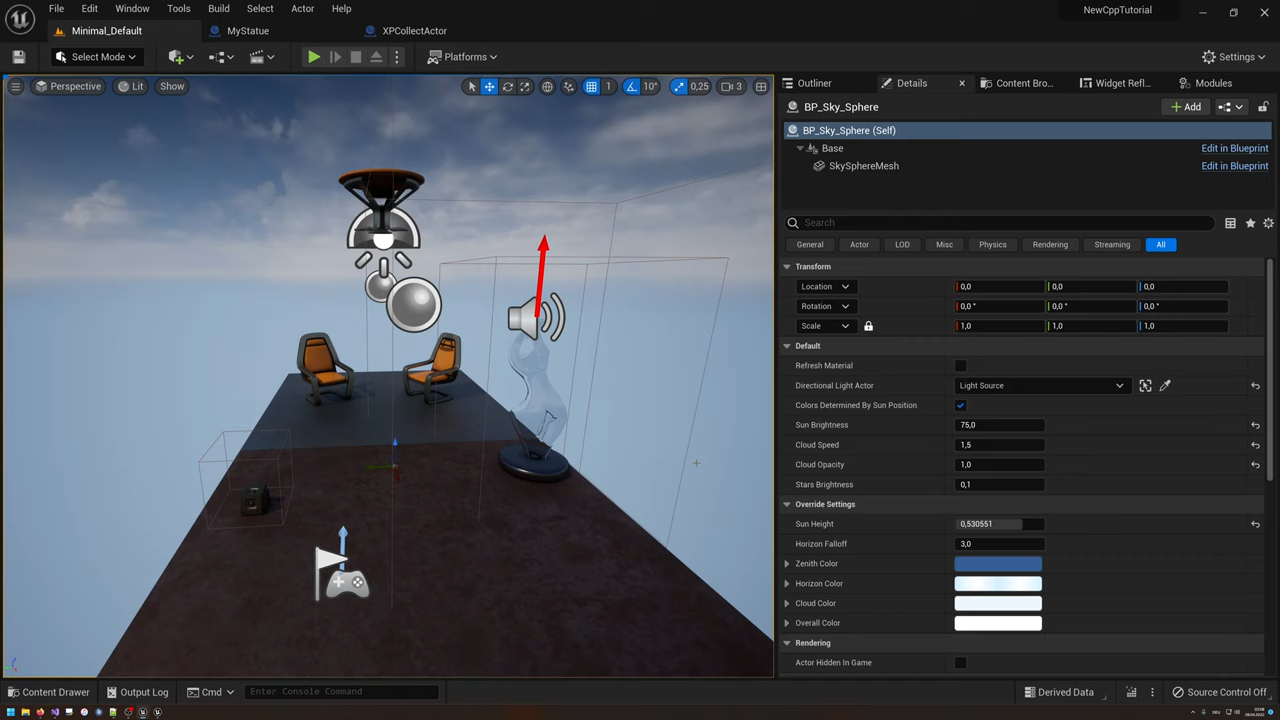 File Edit Window Tools Build Select Actor Help
NewCppTutorial
Minimal_Default
MyStatue
XPCollectActor
Select Mode
Platforms
Settings
Perspective
Lit
Show
1
10°
0,25
3
Outliner
Details
Content Bro...
Widget Refl...
Modules
BP_Sky_Sphere
Add
BP_Sky_Sphere (Self)
Base
Edit in Blueprint
SkySphereMesh
Edit in Blueprint
Search
General Actor LOD Misc Physics Rendering Streaming All
Transform
Location 0,0 0,0 0,0
Rotation 0,0 ° 0,0 ° 0,0 °
Scale 1,0 1,0 1,0
Default
Refresh Material
Directional Light Actor Light Source
Colors Determined By Sun Position
Sun Brightness 75,0
Cloud Speed 1,5
Cloud Opacity 1,0
Stars Brightness 0,1
Override Settings
Sun Height 0,530551
Horizon Falloff 3,0
Zenith Color
Horizon Color
Cloud Color
Overall Color
Rendering
Actor Hidden In Game
Content Drawer
Output Log
Cmd
Enter Console Command
Derived Data
Source Control Off
DEU